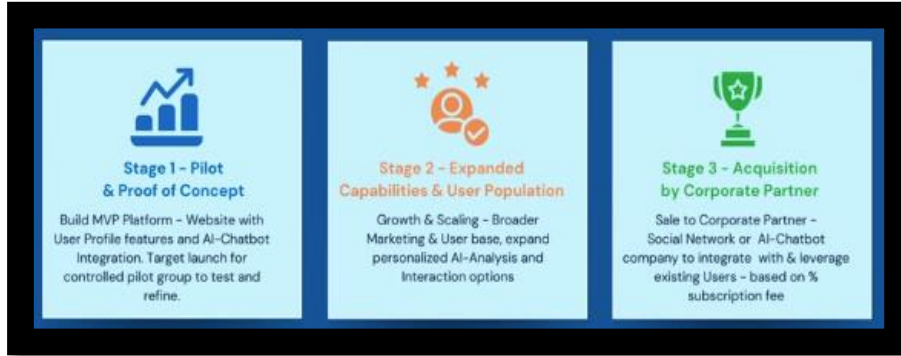 Stage 1 - Pilot
& Proof of Concept
Build MVP Platform - Website with
User Profile features and AI-Chatbot
Integration. Target launch for
controlled pilot group to test and
refine.
Stage 2 - Expanded
Capabilities & User Population
Growth & Scaling - Broader
Marketing & User base, expand
personalized AI-Analysis and
Interaction options
Stage 3 - Acquisition
by Corporate Partner
Sale to Corporate Partner -
Social Network or AI-Chatbot
company to integrate with & leverage
existing Users - based on %
subscription fee